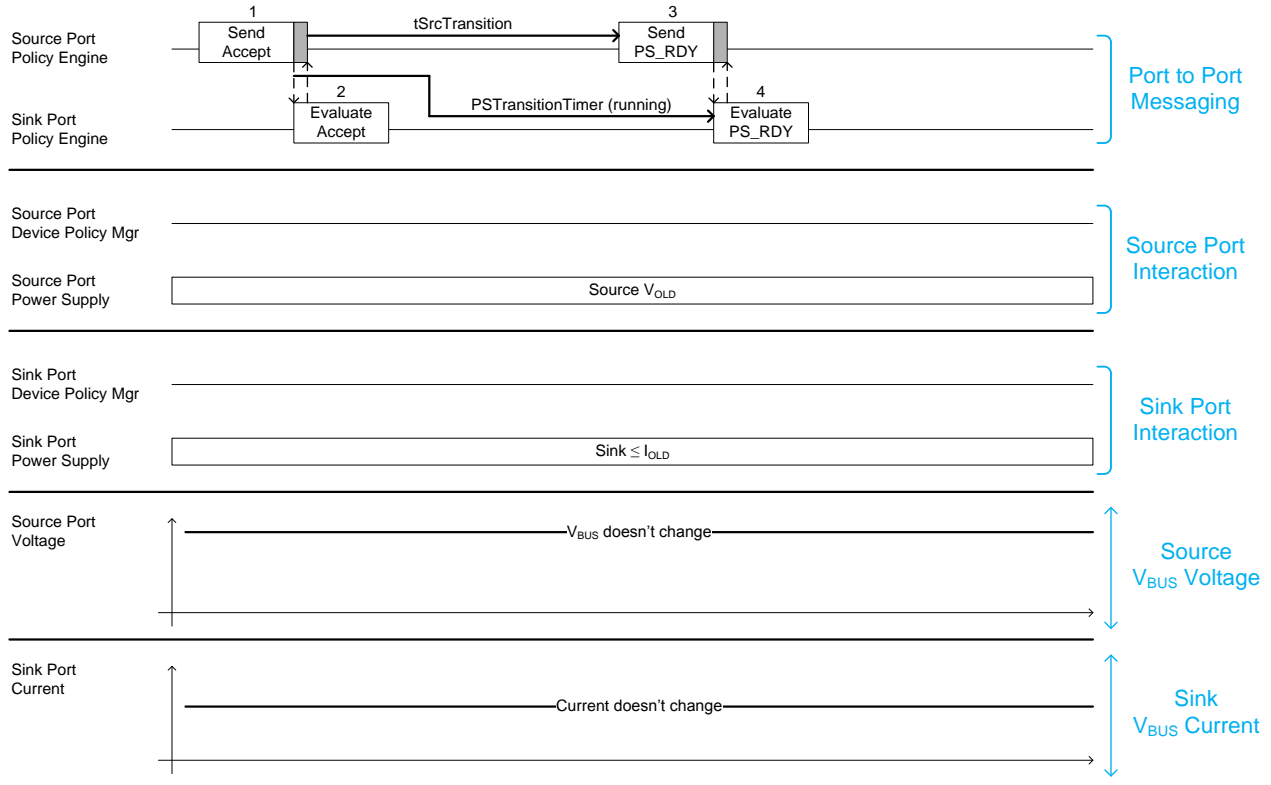 1
3
Send
Accept
tSrcTransition
Send
PS_RDY
Source Port
Policy Engine
Port to Port
Messaging
2
4
Evaluate
Accept
PSTransitionTimer (running)
Evaluate
PS_RDY
Sink Port
Policy Engine
Source Port
Device Policy Mgr
Source Port
Interaction
Source Port
Power Supply
Source VOLD
Sink Port
Device Policy Mgr
Sink Port
Interaction
Sink Port
Power Supply
Sink ≤ IOLD
Source Port
Voltage
VBUS doesn't change
Source
VBUS Voltage
Sink Port
Current
Current doesn't change
Sink
VBUS Current